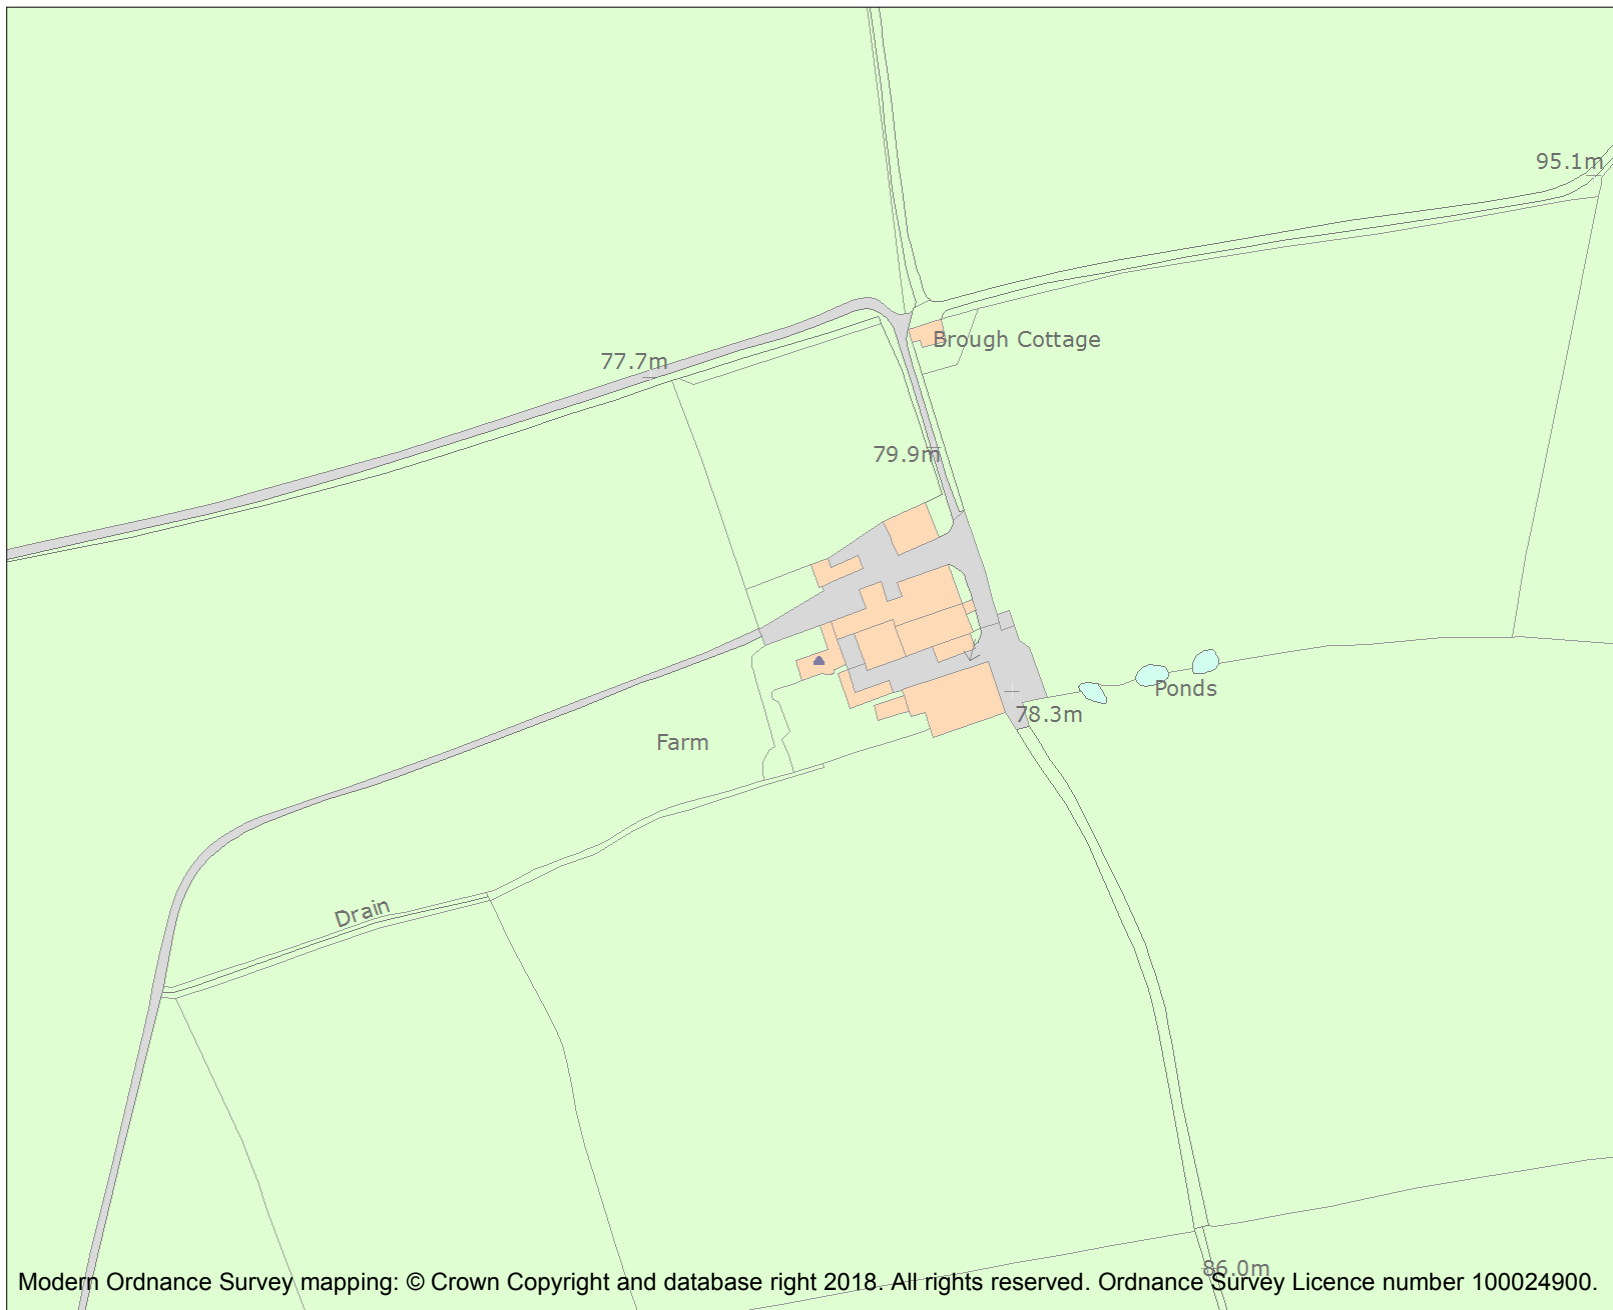 95.1m
Brough Cottage
77.7m
79.9m
Ponds
78.3m
Farm
Drain
86.0m
Modern Ordnance Survey mapping: © Crown Copyright and database right 2018. All rights reserved. Ordnance Survey Licence number 100024900.